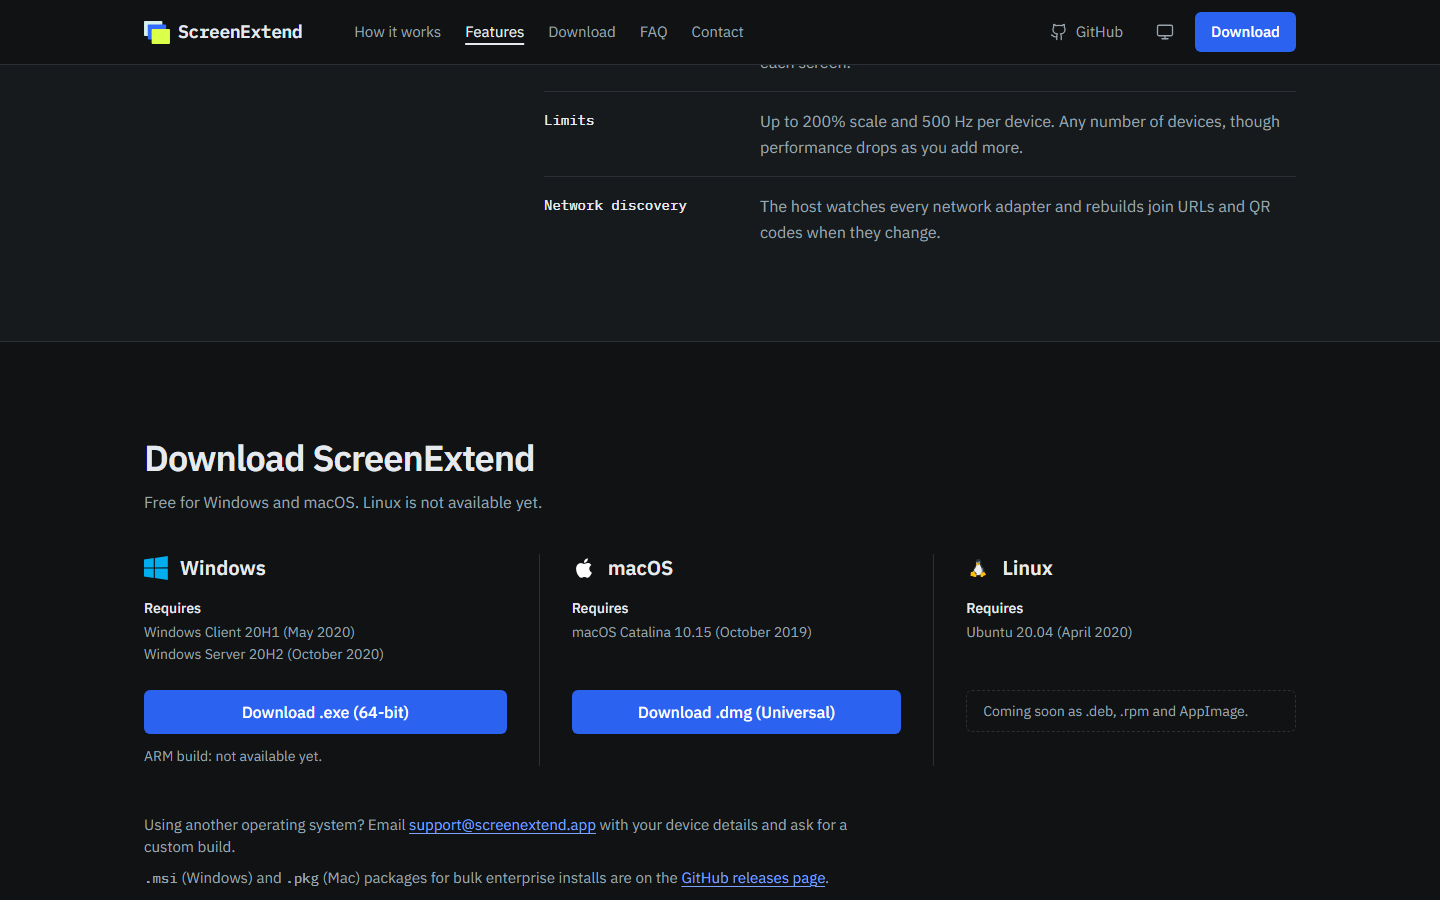 ScreenExtend
How it works
Features
Download
FAQ
Contact
GitHub
Download
each screen.
Limits
Up to 200% scale and 500 Hz per device. Any number of devices, though
performance drops as you add more.
Network discovery
The host watches every network adapter and rebuilds join URLs and QR
codes when they change.
Download ScreenExtend
Free for Windows and macOS. Linux is not available yet.
Windows
Requires
Windows Client 20H1 (May 2020)
Windows Server 20H2 (October 2020)
Download .exe (64-bit)
ARM build: not available yet.
macOS
Requires
macOS Catalina 10.15 (October 2019)
Download .dmg (Universal)
Linux
Requires
Ubuntu 20.04 (April 2020)
Coming soon as .deb, .rpm and AppImage.
Using another operating system? Email support@screenextend.app with your device details and ask for a
custom build.
.msi (Windows) and .pkg (Mac) packages for bulk enterprise installs are on the GitHub releases page.